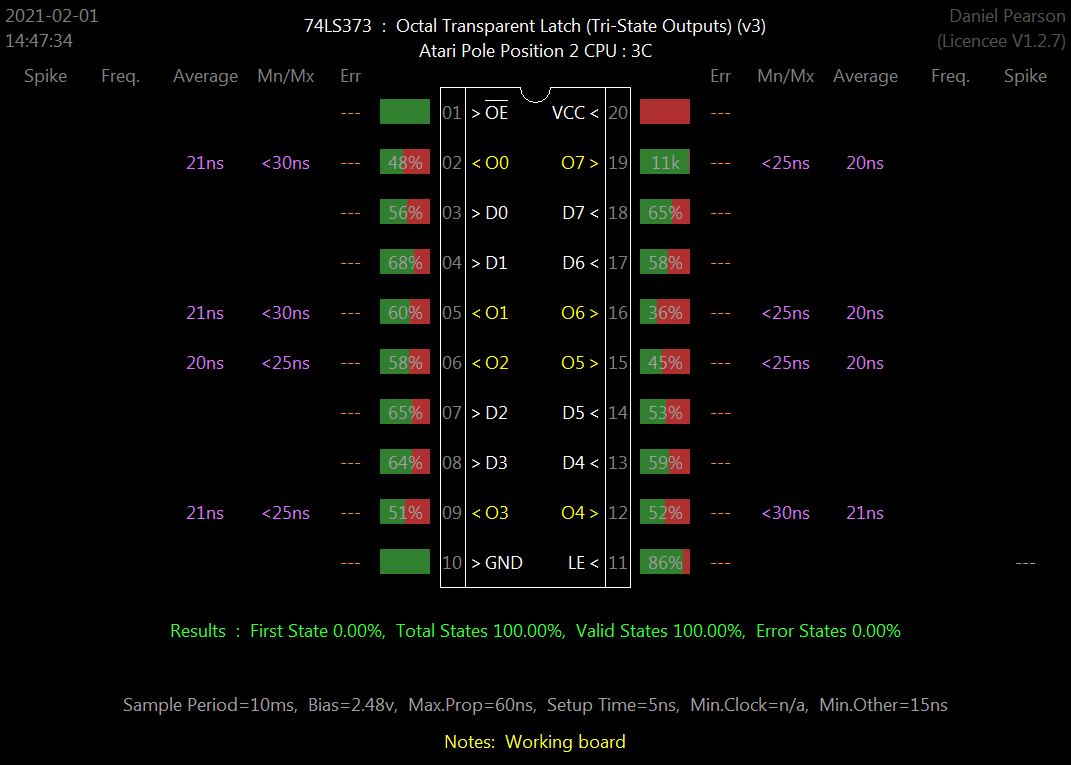 2021-02-01 74LS373 : Octal Transparent Latch (Tri-State Outputs) (v3) Daniel Pearson
14:47:34 Atari Pole Position 2 CPU : 3C (Licencee V1.2.7)
Spike Freq. Average Mn/Mx Err Err Mn/Mx Average Freq. Spike
--- 01 > OE VCC < 20 ---
21ns <30ns --- 48% 02 < O0 O7 > 19 11k --- <25ns 20ns
--- 56% 03 > D0 D7 < 18 65% ---
--- 68% 04 > D1 D6 < 17 58% ---
21ns <30ns --- 60% 05 < O1 O6 > 16 36% --- <25ns 20ns
20ns <25ns --- 58% 06 < O2 O5 > 15 45% --- <25ns 20ns
--- 65% 07 > D2 D5 < 14 53% ---
--- 64% 08 > D3 D4 < 13 59% ---
21ns <25ns --- 51% 09 < O3 O4 > 12 52% --- <30ns 21ns
--- 10 > GND LE < 11 86% --- ---
Results : First State 0.00%, Total States 100.00%, Valid States 100.00%, Error States 0.00%
Sample Period=10ms, Bias=2.48v, Max.Prop=60ns, Setup Time=5ns, Min.Clock=n/a, Min.Other=15ns
Notes: Working board